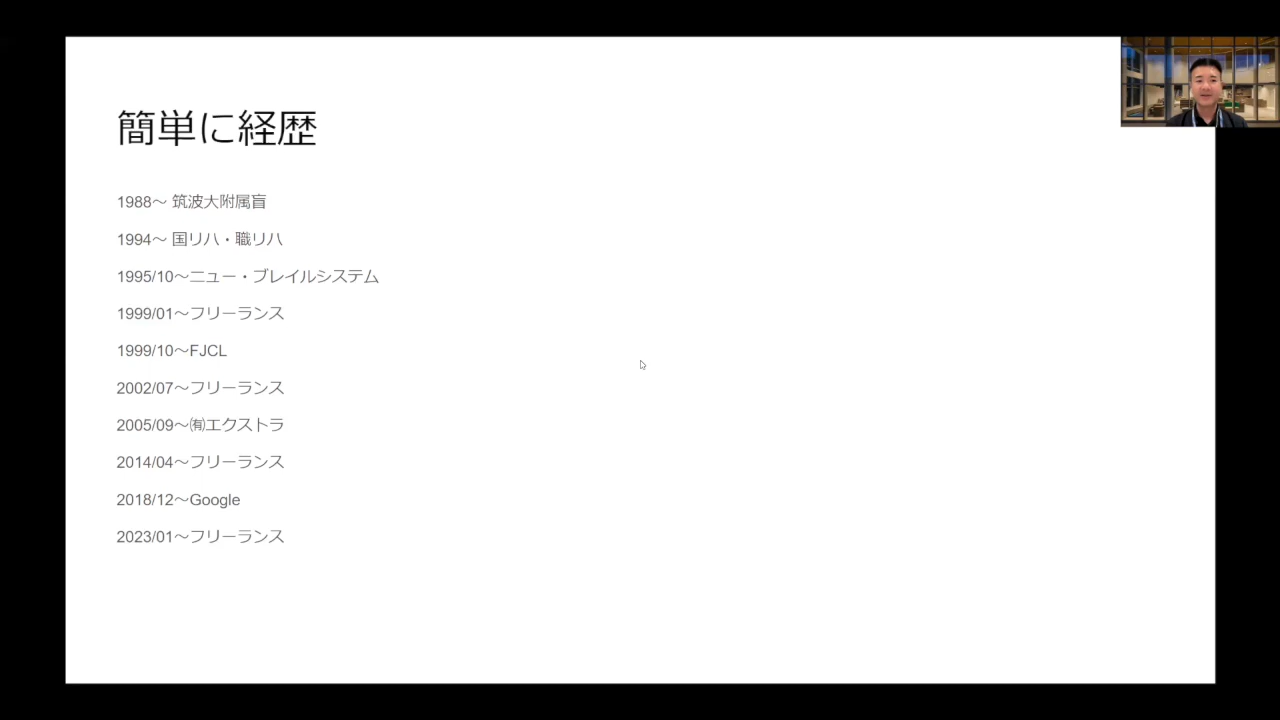 簡単に経歴
1988～ 筑波大附属盲
1994～ 国リハ・職リハ
1995/10～ニュー・ブレイルシステム
1999/01～フリーランス
1999/10～FJCL
2002/07～フリーランス
2005/09～㈲エクストラ
2014/04～フリーランス
2018/12～Google
2023/01～フリーランス